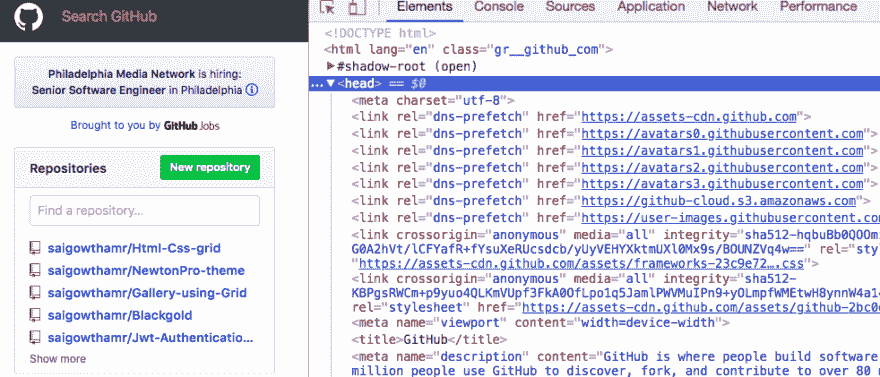 Search GitHub
Philadelphia Media Network is hiring:
Senior Software Engineer in Philadelphia
Brought to you by GitHub Jobs
Repositories New repository
Find a repository...
saigowthamr/Html-Css-grid
saigowthamr/NewtonPro-theme
saigowthamr/Gallery-using-Grid
saigowthamr/Blackgold
saigowthamr/Jwt-Authenticatio...
Show more
Elements Console Sources Application Network Performance
<!DOCTYPE html>
<html lang="en" class="gr__github_com">
▶#shadow-root (open)
...▼<head> == $0
<meta charset="utf-8">
<link rel="dns-prefetch" href="https://assets-cdn.github.com">
<link rel="dns-prefetch" href="https://avatars0.githubusercontent.com">
<link rel="dns-prefetch" href="https://avatars1.githubusercontent.com">
<link rel="dns-prefetch" href="https://avatars2.githubusercontent.com">
<link rel="dns-prefetch" href="https://avatars3.githubusercontent.com">
<link rel="dns-prefetch" href="https://github-cloud.s3.amazonaws.com">
<link rel="dns-prefetch" href="https://user-images.githubusercontent.co
<link crossorigin="anonymous" media="all" integrity="sha512-hqbuBb0QOOm
G0A2hVt/lCFYafR+fYsuXeRUcsdcb/yUyVEHYXktmUXl0Mx9s/BOUNZVq4w==" rel="sty
"https://assets-cdn.github.com/assets/frameworks-23c9e72….css">
<link crossorigin="anonymous" media="all" integrity="sha512-
KBPgsRWCm+p9yuo4QLKmVUpf3FkA0OfLpo1q5JamlPWVMuIPn9+yOLmpfWMEtwH8ynnW4a1
rel="stylesheet" href="https://assets-cdn.github.com/assets/github-2bc0
<meta name="viewport" content="width=device-width">
<title>GitHub</title>
<meta name="description" content="GitHub is where people build software
million people use GitHub to discover, fork, and contribute to over 80